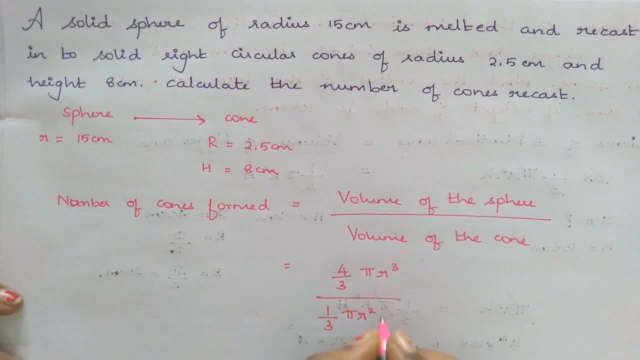 A solid sphere of radius 15cm is melted and recast
in to solid right circular cones of radius 2.5cm and
height 8cm. calculate the number of cones recast.
sphere → cone
r = 15cm R = 2.5cm
H = 8cm
Number of cones formed = Volume of the sphere / Volume of the cone
= 4/3 πr³ / 1/3 πr²